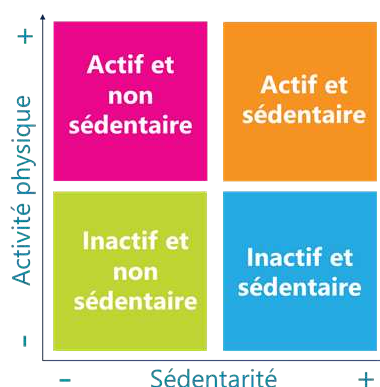 +
Activité physique
-
Actif et
non
sédentaire
Actif et
sédentaire
Inactif et
non
sédentaire
Inactif et
sédentaire
- Sédentarité +